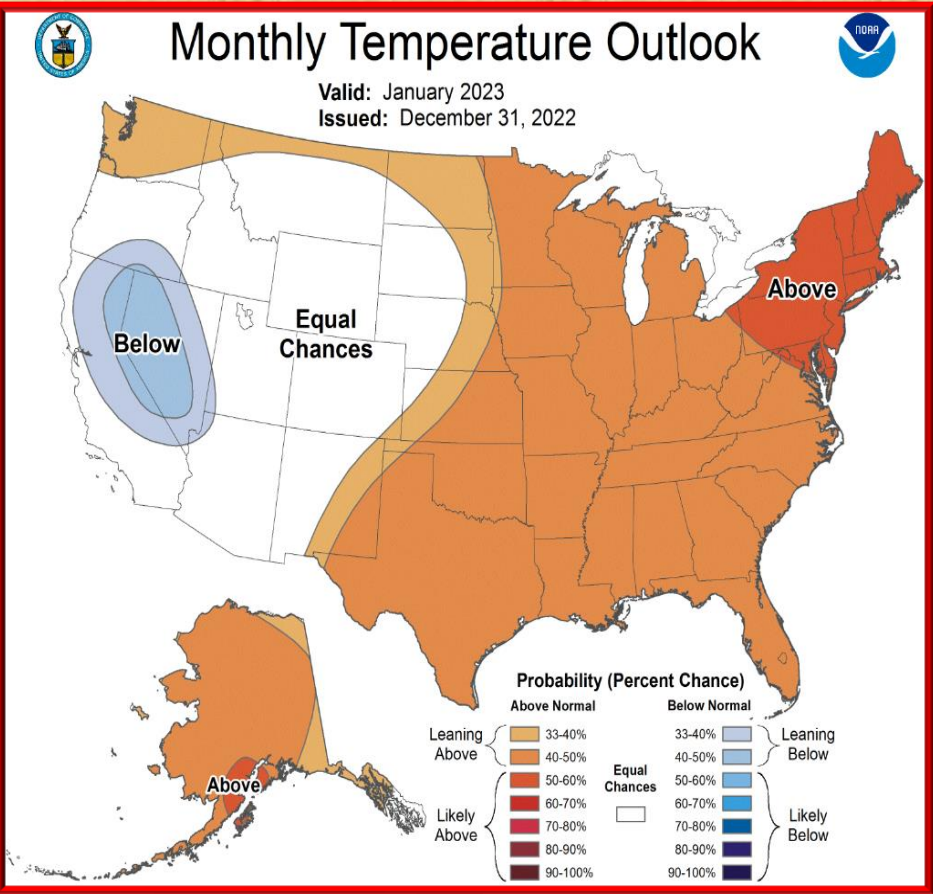 Monthly Temperature Outlook
NOAA
Valid: January 2023
Issued: December 31, 2022
Above
Equal
Chances
Below
Above
Probability (Percent Chance)
Above Normal
Below Normal
Leaning
Above
33-40%
40-50%
Likely
Above
50-60%
60-70%
70-80%
80-90%
90-100%
Equal
Chances
33-40%
40-50%
Leaning
Below
50-60%
60-70%
70-80%
80-90%
90-100%
Likely
Below